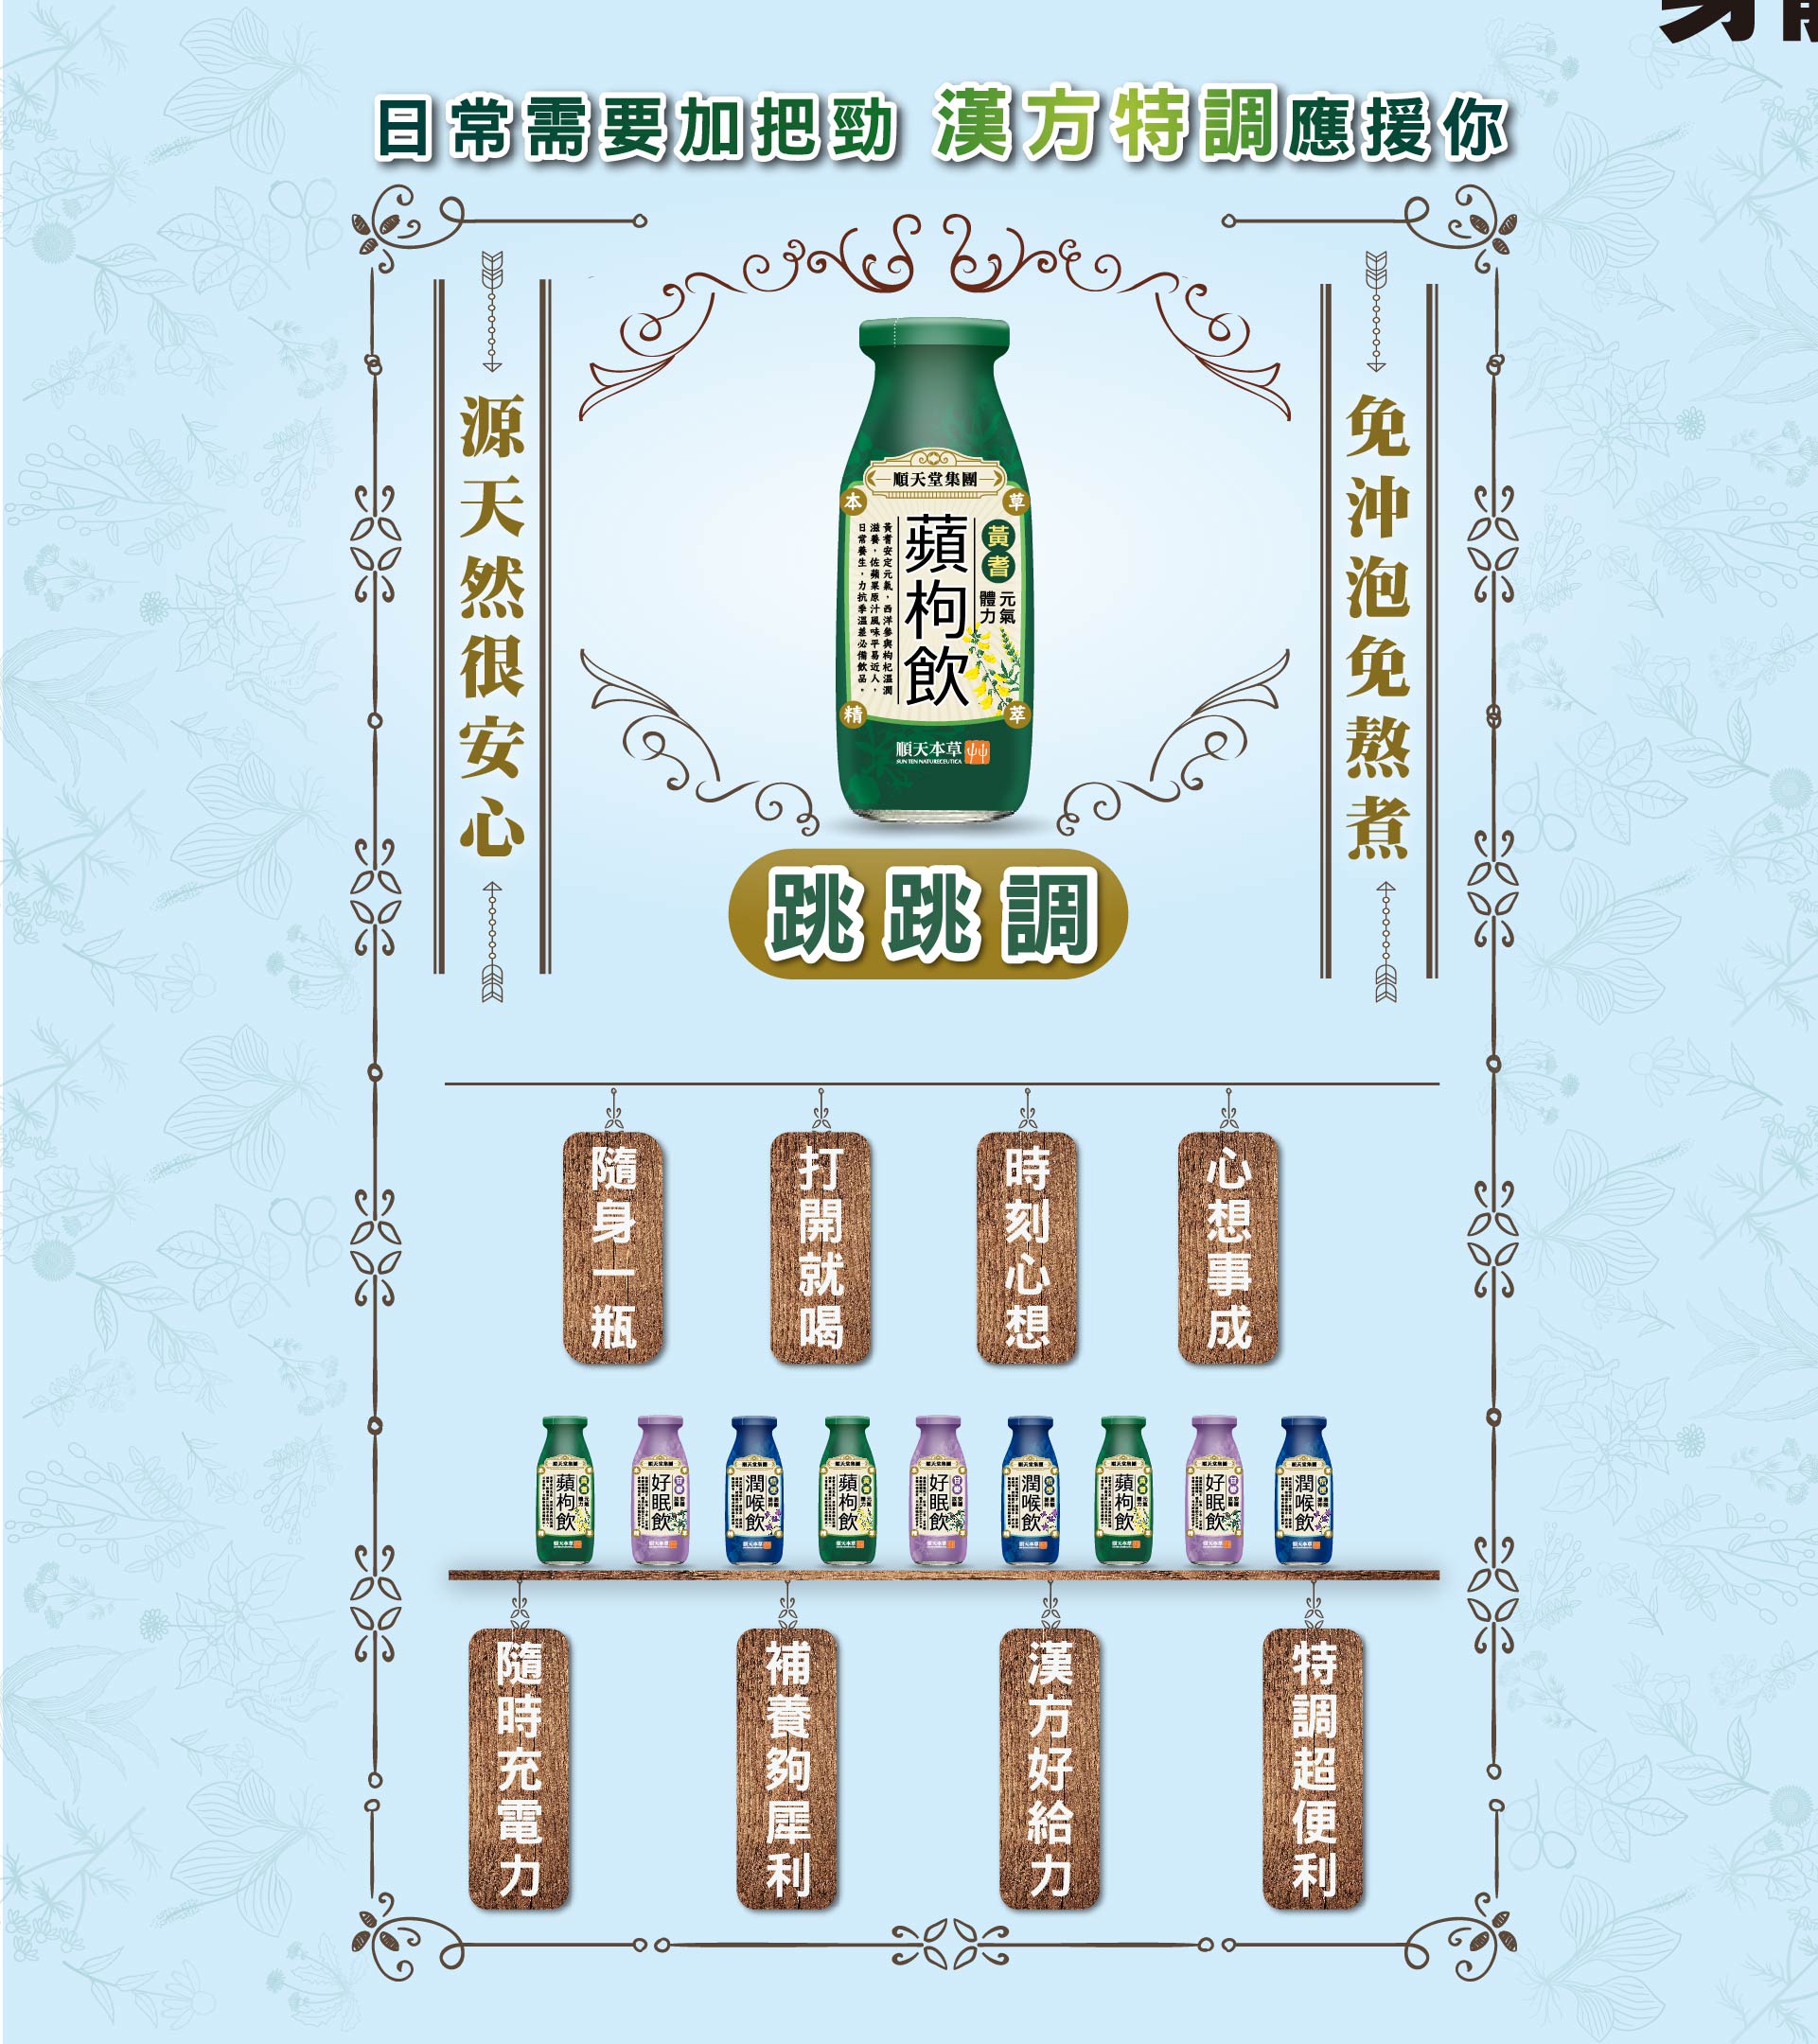 日常需要加把勁 漢方特調應援你
源天然很安心
免沖泡免熬煮
順天堂集團
本草精萃
黃耆
元氣體力
蘋枸飲
黃耆安定元氣，西洋參與枸杞溫潤
滋養，佐蘋果原汁風味平易近人，
日常養生，力抗季溫差必備飲品。
順天本草
SUN TEN NATURECEUTICA
跳跳調
隨身一瓶
打開就喝
時刻心想
心想事成
蘋枸飲
好眠飲
潤喉飲
蘋枸飲
好眠飲
潤喉飲
蘋枸飲
好眠飲
潤喉飲
隨時充電力
補養夠犀利
漢方好給力
特調超便利